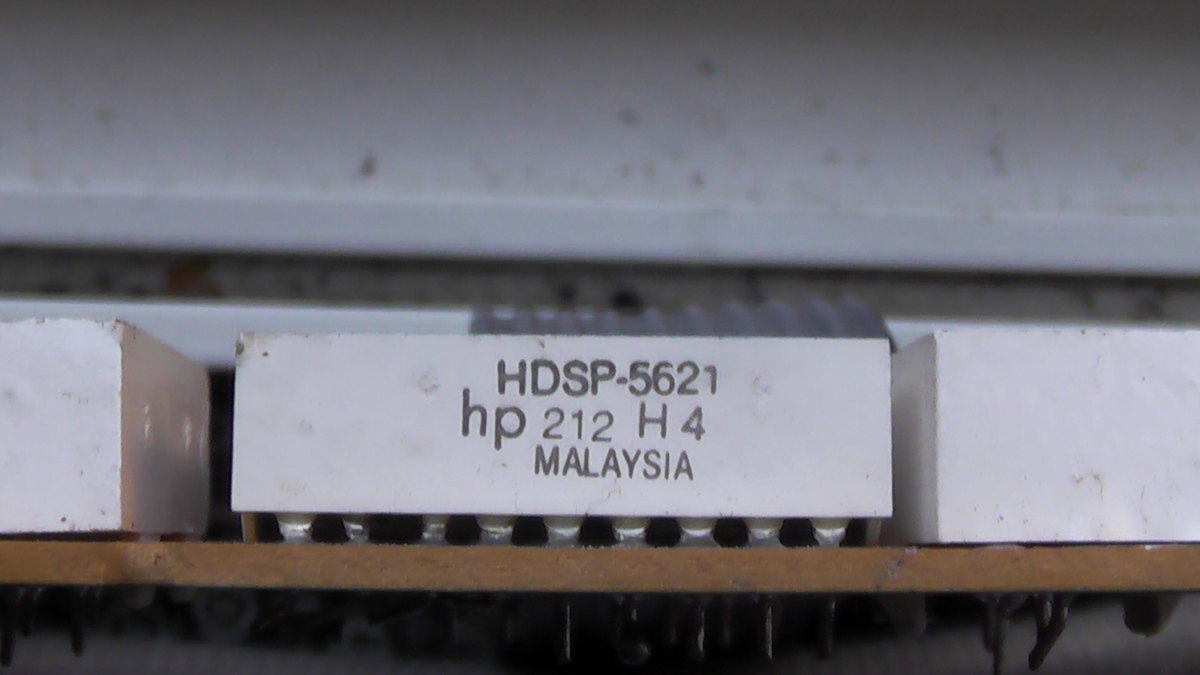 HDSP-5621
hp 212 H 4
MALAYSIA